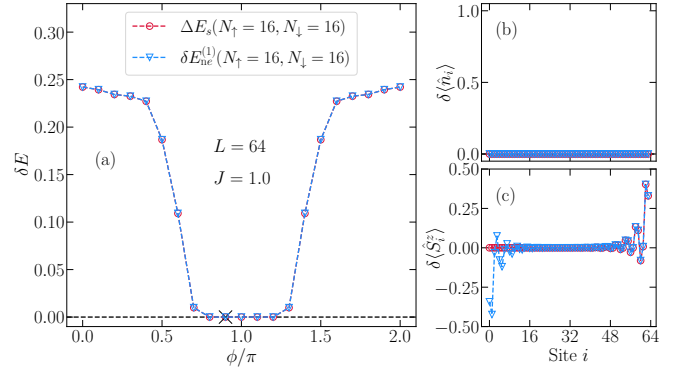 ΔE_s(N_↑ = 16, N_↓ = 16)
δE_ne^(1)(N_↑ = 16, N_↓ = 16)
(a)
L = 64
J = 1.0
δE
0.30
0.25
0.20
0.15
0.10
0.05
0.00
0.0 0.5 1.0 1.5 2.0
ϕ/π
(b)
δ⟨n̂_i⟩
1.0
0.5
0.0
(c)
δ⟨Ŝ_i^z⟩
0.50
0.25
0.00
−0.25
−0.50
0 16 32 48 64
Site i